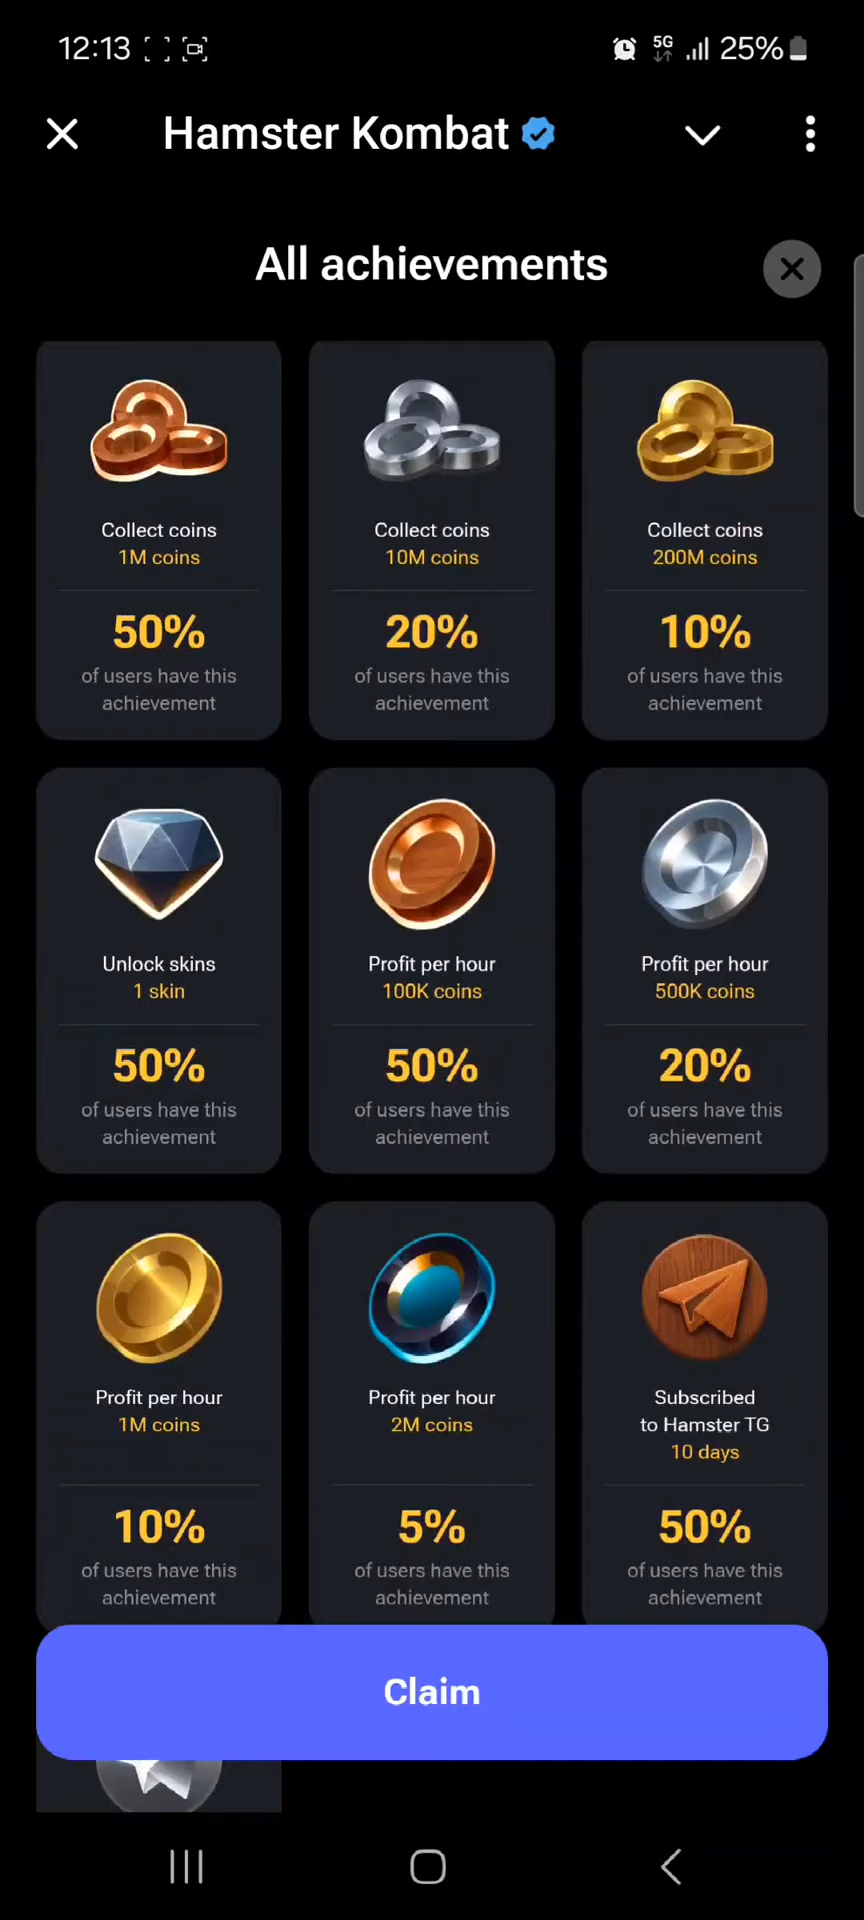 12:13
5G
25%
Hamster Kombat
All achievements
Collect coins
1M coins
50%
of users have this
achievement
Collect coins
10M coins
20%
of users have this
achievement
Collect coins
200M coins
10%
of users have this
achievement
Unlock skins
1 skin
50%
of users have this
achievement
Profit per hour
100K coins
50%
of users have this
achievement
Profit per hour
500K coins
20%
of users have this
achievement
Profit per hour
1M coins
10%
of users have this
achievement
Profit per hour
2M coins
5%
of users have this
achievement
Subscribed
to Hamster TG
10 days
50%
of users have this
achievement
Claim